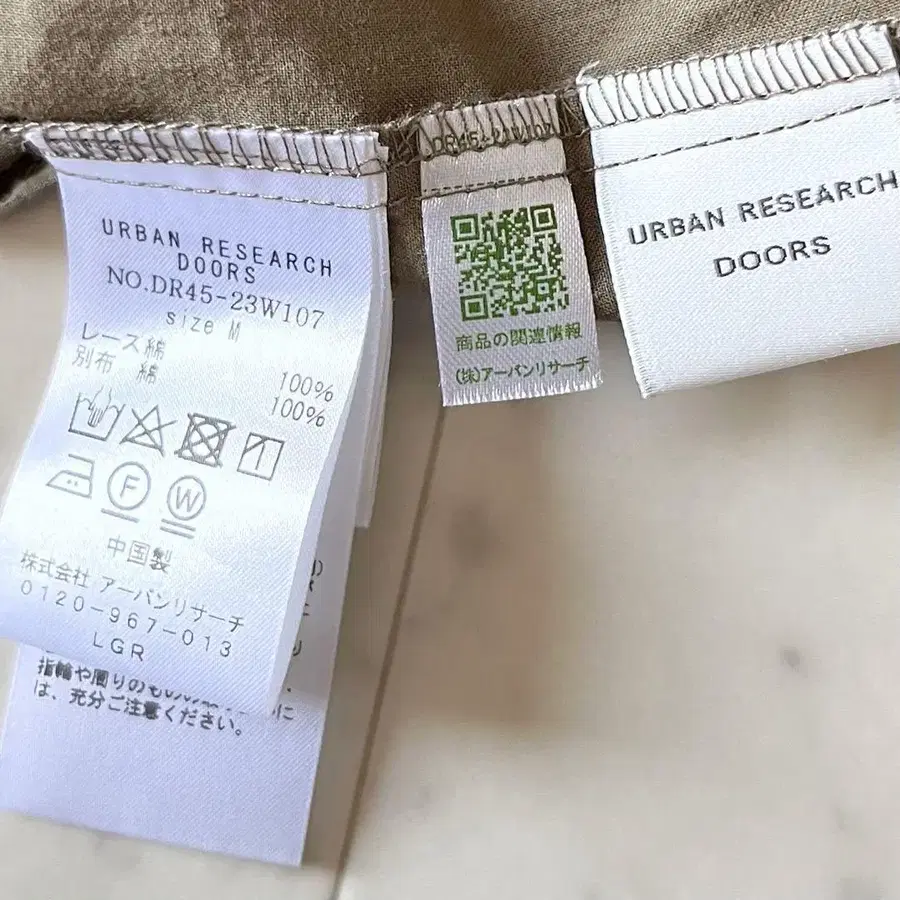 URBAN RESEARCH
DOORS
NO.DR45-23W107
size M
レース 綿 100%
別布 綿 100%
F W
中国製
株式会社 アーバンリサーチ
0120-967-013
LGR
指輪や周りのもの
は、充分ご注意ください。
DR45-23W107
商品の関連情報
(株)アーバンリサーチ
URBAN RESEARCH
DOORS